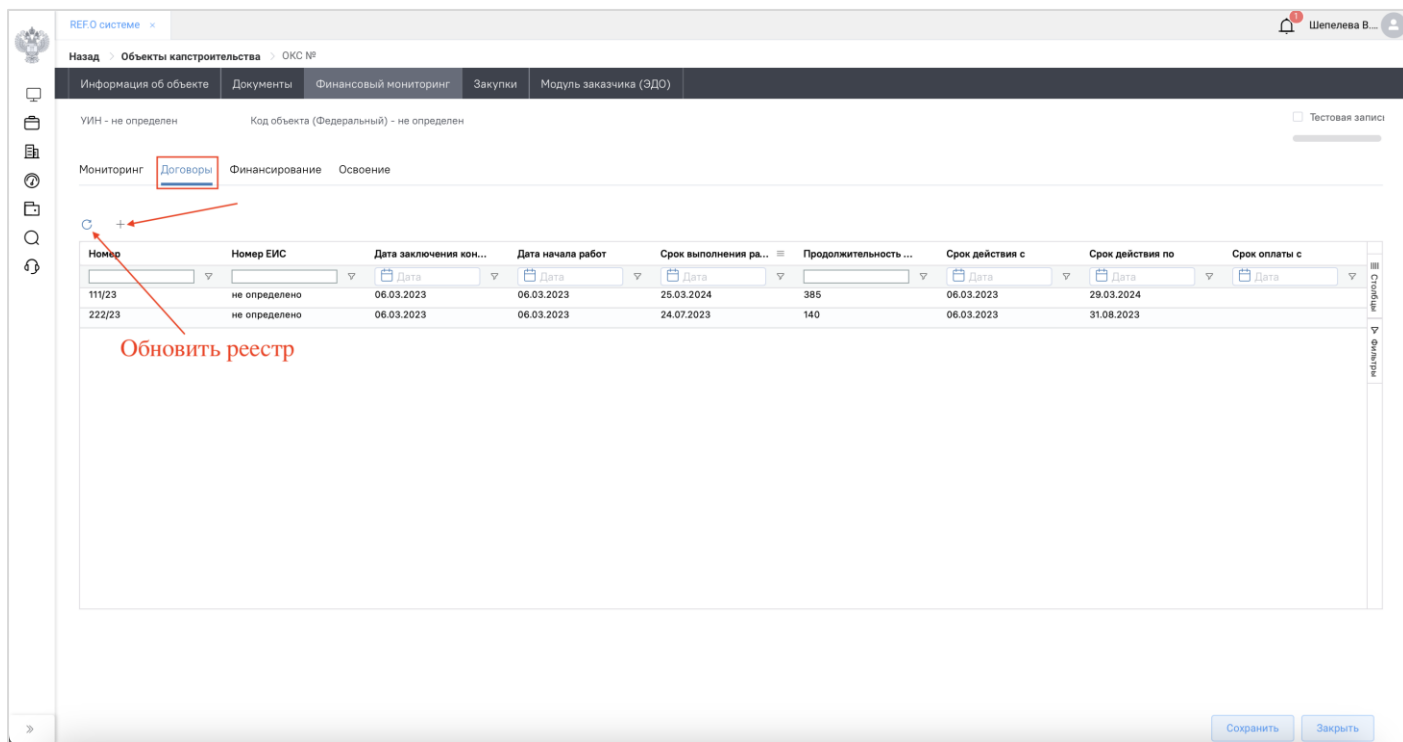 REF.О системе ×
1
Шепелева В....
Назад > Объекты капстроительства > ОКС №
Информация об объекте Документы Финансовый мониторинг Закупки Модуль заказчика (ЭДО)
УИН - не определен Код объекта (Федеральный) - не определен Тестовая запись
Мониторинг Договоры Финансирование Освоение
Номер Номер ЕИС Дата заключения кон... Дата начала работ Срок выполнения ра... Продолжительность ... Срок действия с Срок действия по Срок оплаты с
Дата Дата Дата Дата Дата Дата
111/23 не определено 06.03.2023 06.03.2023 25.03.2024 385 06.03.2023 29.03.2024
222/23 не определено 06.03.2023 06.03.2023 24.07.2023 140 06.03.2023 31.08.2023
Столбцы
Фильтры
Обновить реестр
Сохранить Закрыть